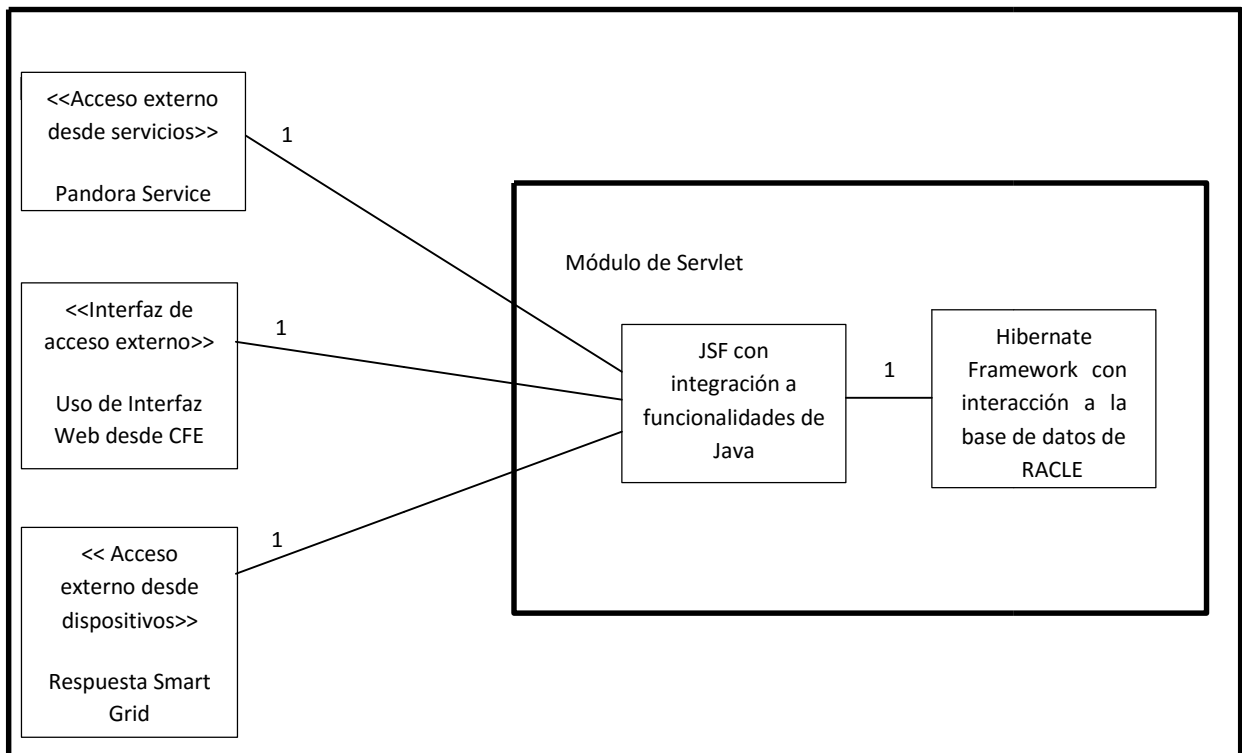 <<Acceso externo
desde servicios>>
Pandora Service
1
<<Interfaz de
acceso externo>>
Uso de Interfaz
Web desde CFE
1
<< Acceso
externo desde
dispositivos>>
Respuesta Smart
Grid
1
Módulo de Servlet
JSF con
integración a
funcionalidades de
Java
1
Hibernate
Framework con
interacción a la
base de datos de
RACLE